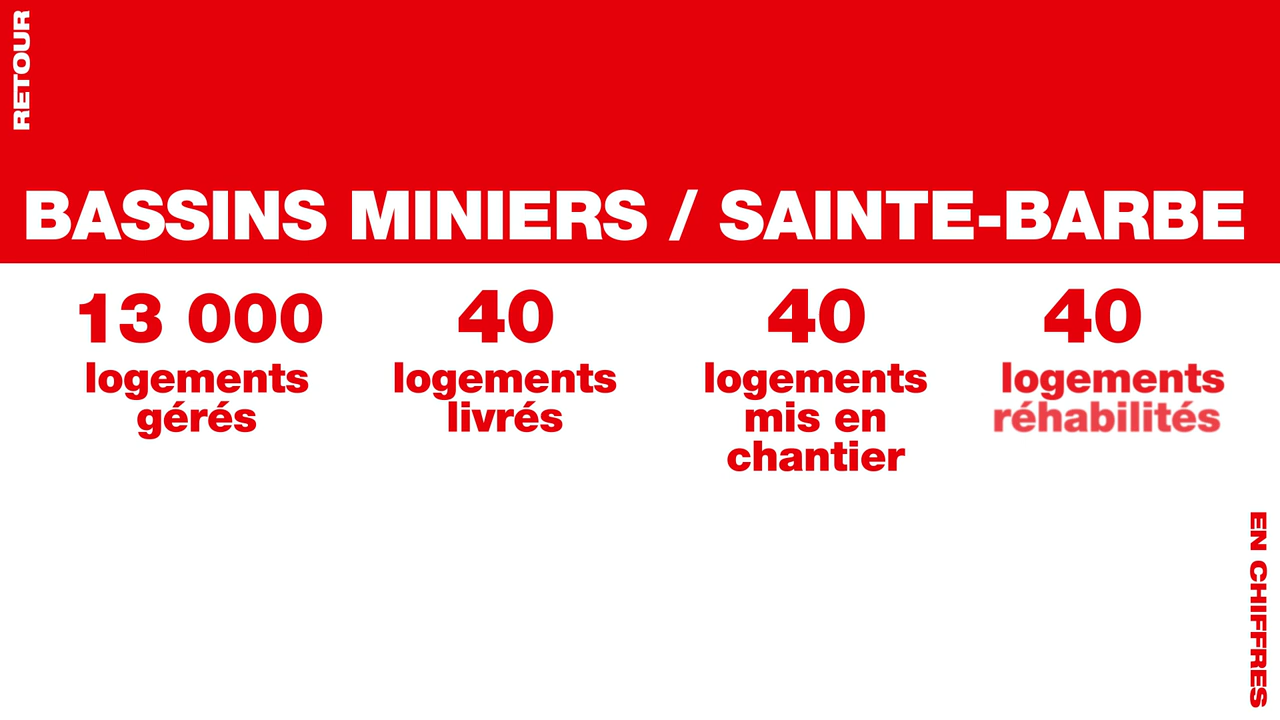 RETOUR
BASSINS MINIERS / SAINTE-BARBE
13 000
logements
gérés
40
logements
livrés
40
logements
mis en
chantier
40
logements
réhabilités
EN CHIFFRES